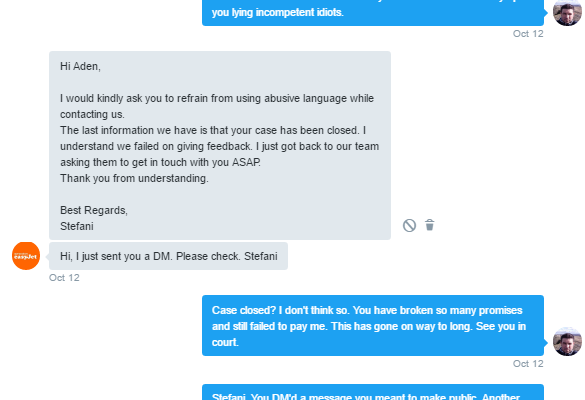 you lying incompetent idiots.
Oct 12
Hi Aden,
I would kindly ask you to refrain from using abusive language while
contacting us.
The last information we have is that your case has been closed. I
understand we failed on giving feedback. I just got back to our team
asking them to get in touch with you ASAP.
Thank you from understanding.
Best Regards,
Stefani
easyJet
Hi, I just sent you a DM. Please check. Stefani
Oct 12
Case closed? I don't think so. You have broken so many promises
and still failed to pay me. This has gone on way to long. See you in
court.
Oct 12
Stefani. You DM'd a message you meant to make public. Another